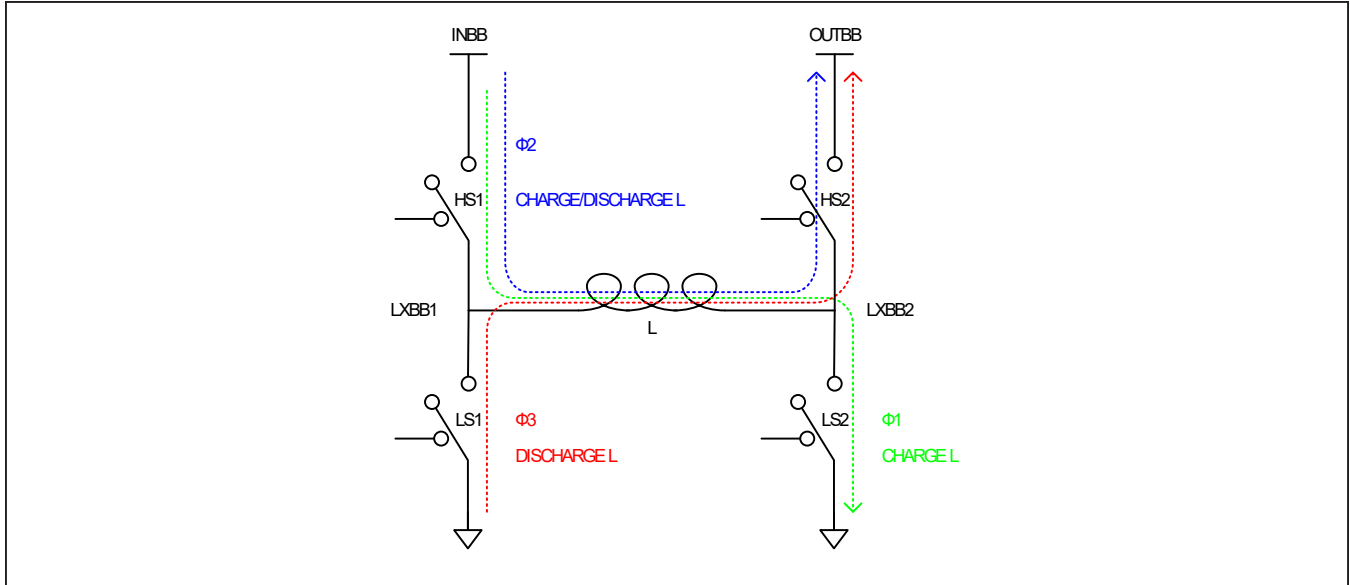 INBB
OUTBB
Φ2
HS1
CHARGE/DISCHARGE L
HS2
LXBB1
LXBB2
L
LS1
Φ3
LS2
Φ1
DISCHARGE L
CHARGE L